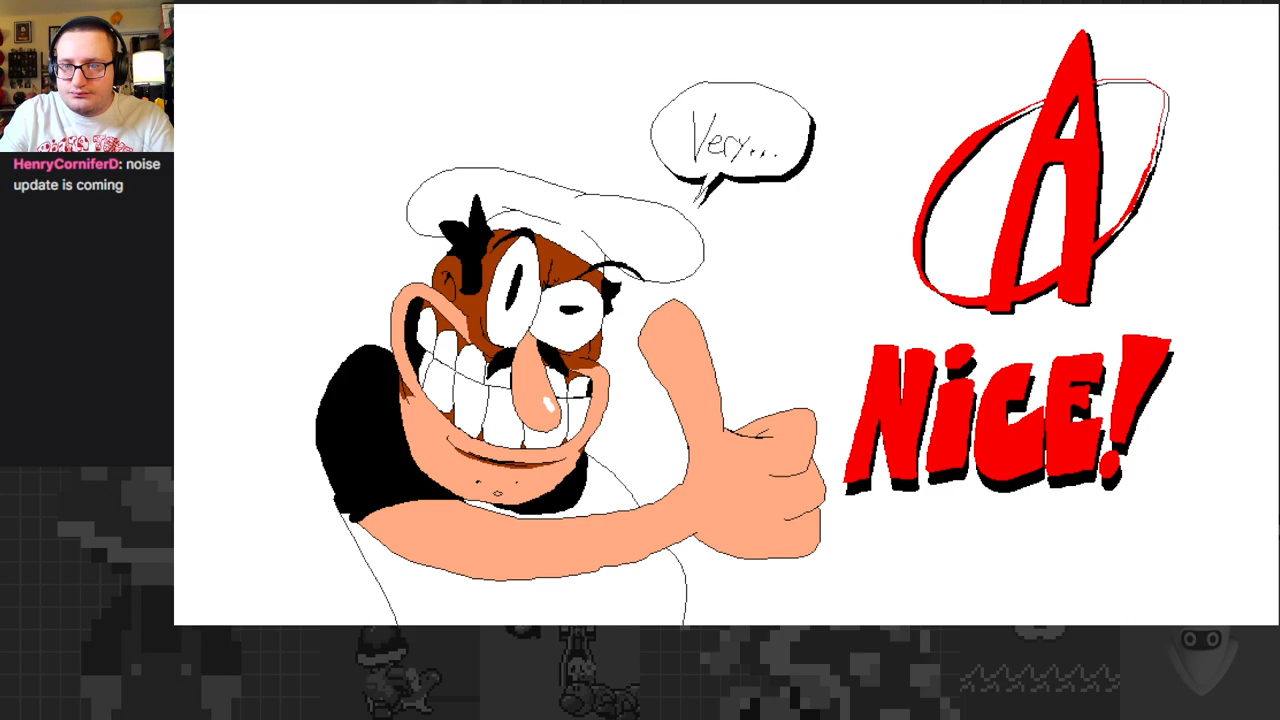 HenryCorniferD: noise
update is coming
Very...
A
NiCE!